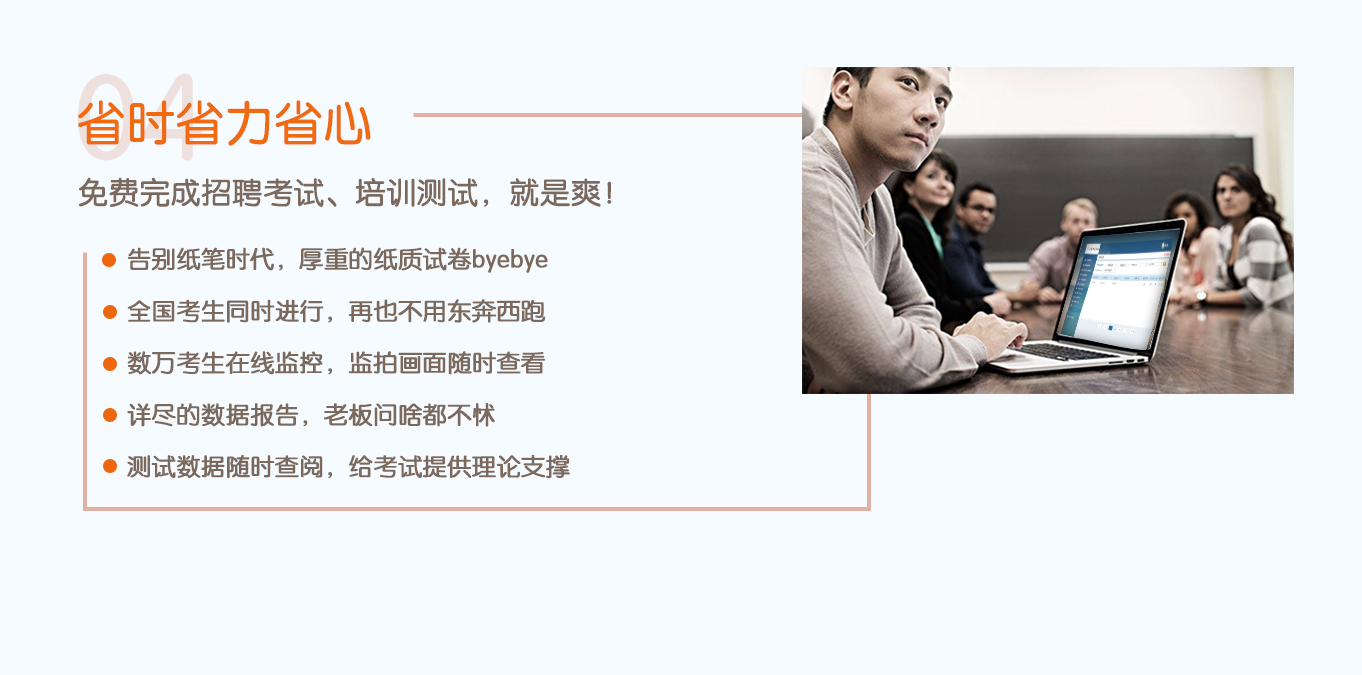 04
省时省力省心
免费完成招聘考试、培训测试，就是爽！
告别纸笔时代，厚重的纸质试卷byebye
全国考生同时进行，再也不用东奔西跑
数万考生在线监控，监拍画面随时查看
详尽的数据报告，老板问啥都不怵
测试数据随时查阅，给考试提供理论支撑